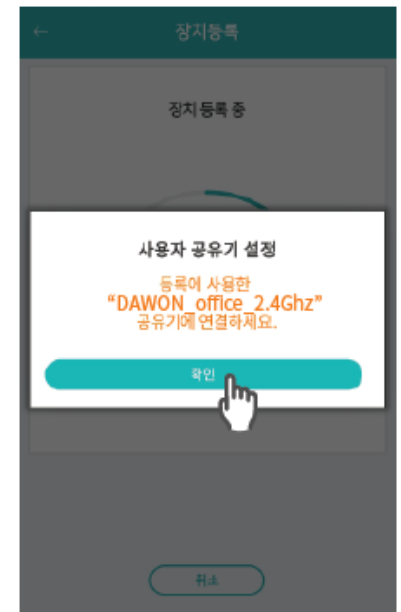 ←
장치등록
장치 등록 중
사용자 공유기 설정
등록에 사용한
“DAWON_office_2.4Ghz”
공유기에 연결하세요.
확인
취소